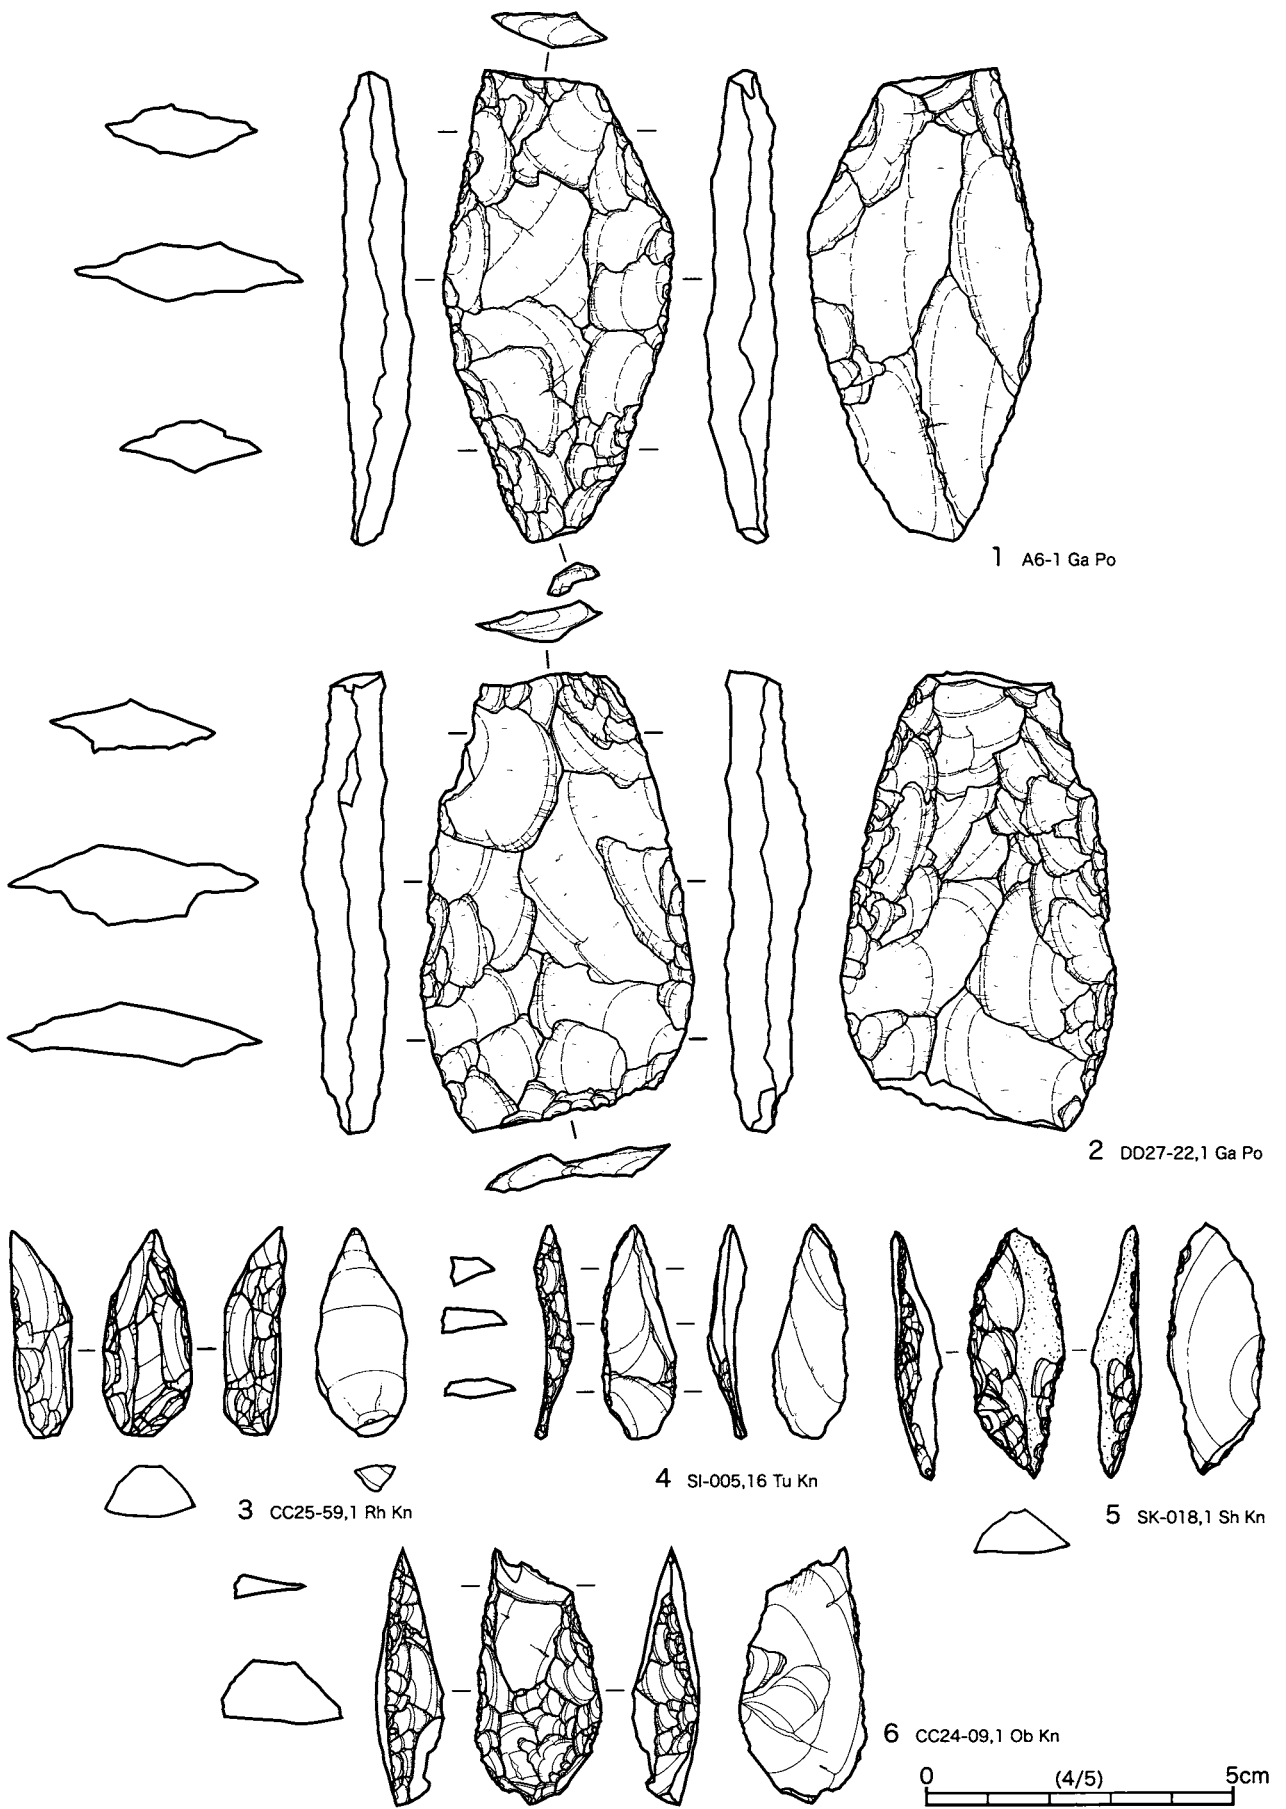 1 A6-1 Ga Po
2 DD27-22,1 Ga Po
3 CC25-59,1 Rh Kn
4 SI-005,16 Tu Kn
5 SK-018,1 Sh Kn
6 CC24-09,1 Ob Kn
0 (4/5) 5cm